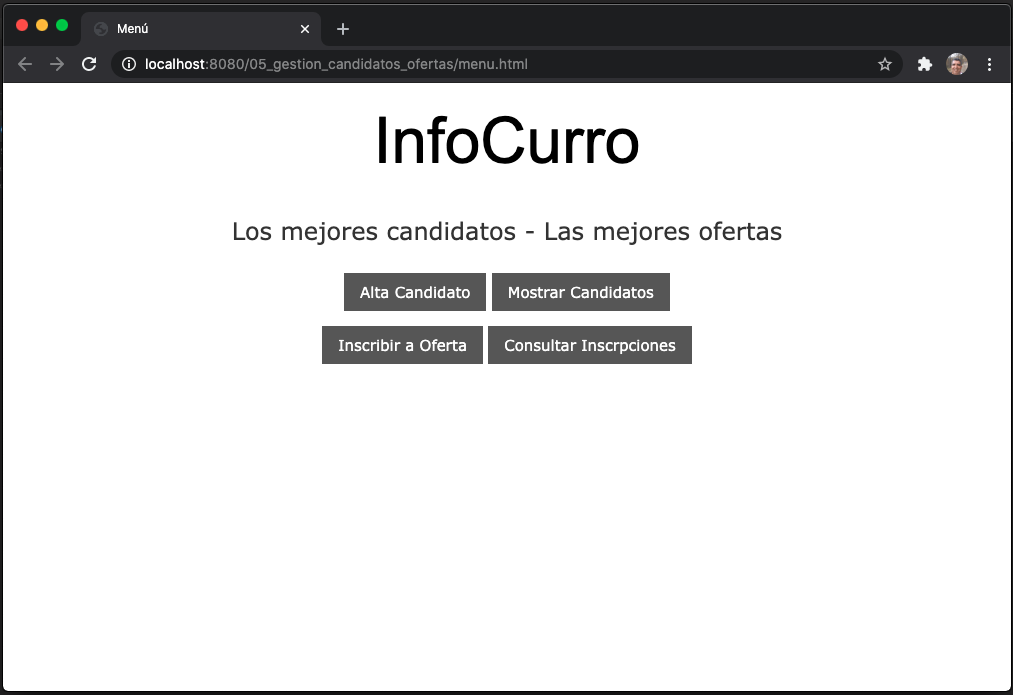 Menú
localhost:8080/05_gestion_candidatos_ofertas/menu.html
InfoCurro
Los mejores candidatos - Las mejores ofertas
Alta Candidato Mostrar Candidatos
Inscribir a Oferta Consultar Inscrpciones